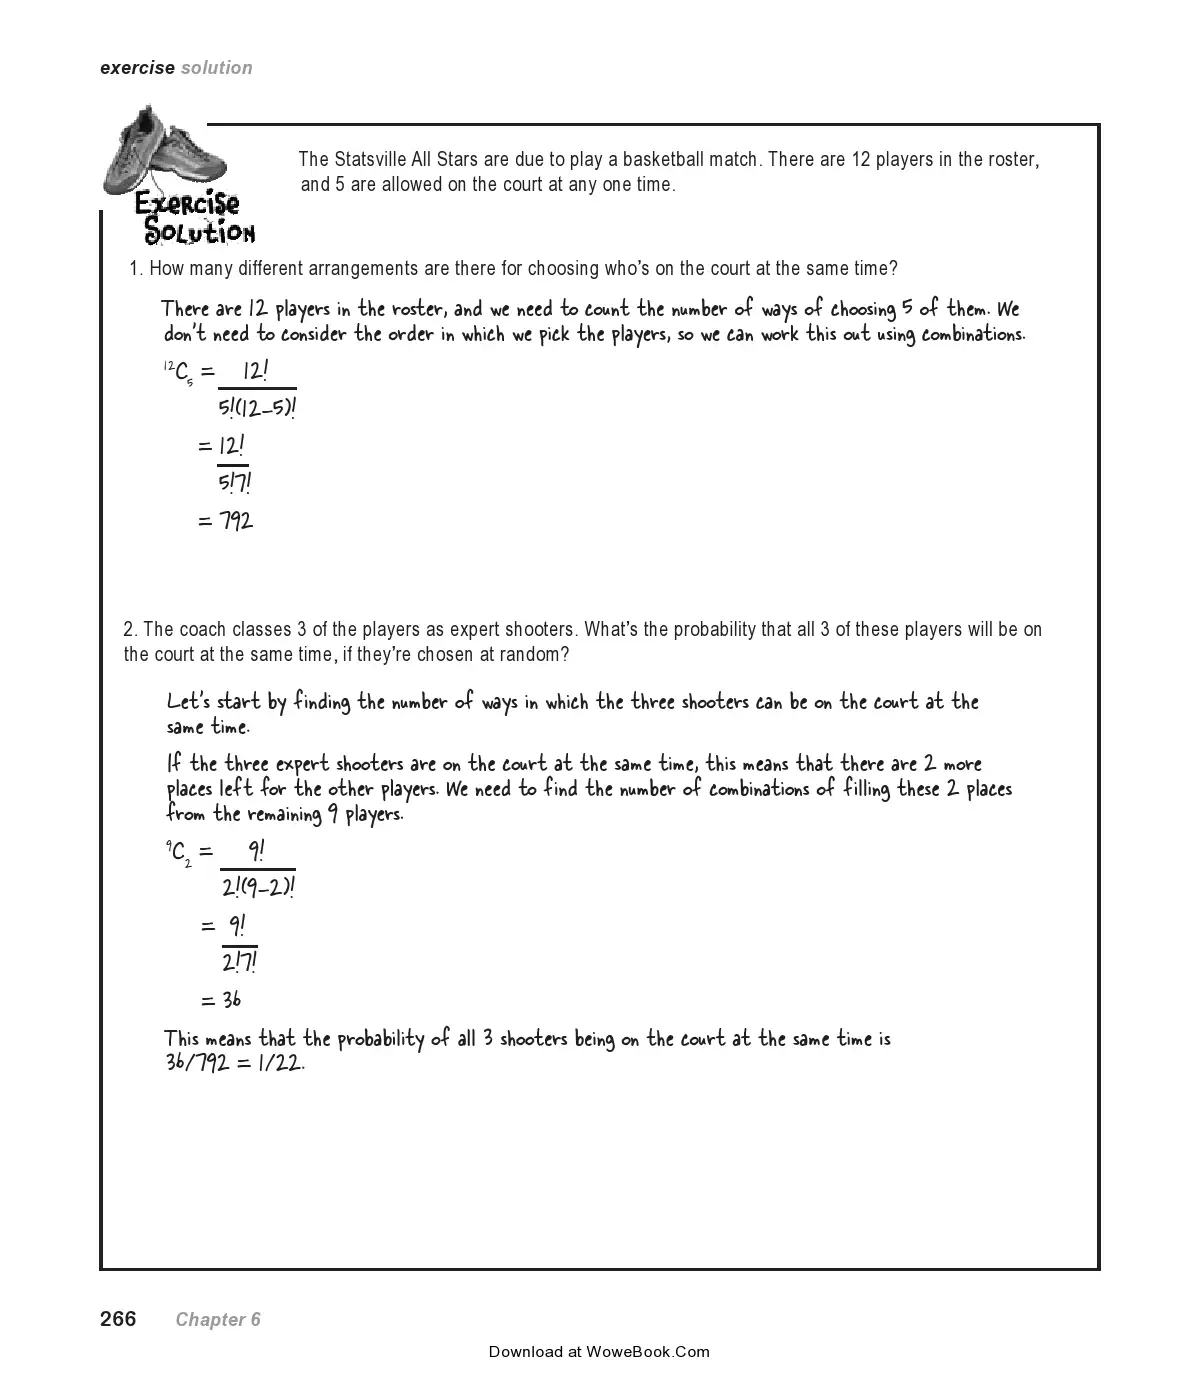 exercise solution
The Statsville All Stars are due to play a basketball match. There are 12 players in the roster,
and 5 are allowed on the court at any one time.
Exercise
Solution
1. How many different arrangements are there for choosing who’s on the court at the same time?
There are 12 players in the roster, and we need to count the number of ways of choosing 5 of them. We
don’t need to consider the order in which we pick the players, so we can work this out using combinations.
¹²C₅ = 12!
5!(12–5)!
= 12!
5!7!
= 792
2. The coach classes 3 of the players as expert shooters. What’s the probability that all 3 of these players will be on
the court at the same time, if they’re chosen at random?
Let’s start by finding the number of ways in which the three shooters can be on the court at the
same time.
If the three expert shooters are on the court at the same time, this means that there are 2 more
places left for the other players. We need to find the number of combinations of filling these 2 places
from the remaining 9 players.
⁹C₂ = 9!
2!(9–2)!
= 9!
2!7!
= 36
This means that the probability of all 3 shooters being on the court at the same time is
36/792 = 1/22.
266 Chapter 6
Download at WoweBook.Com